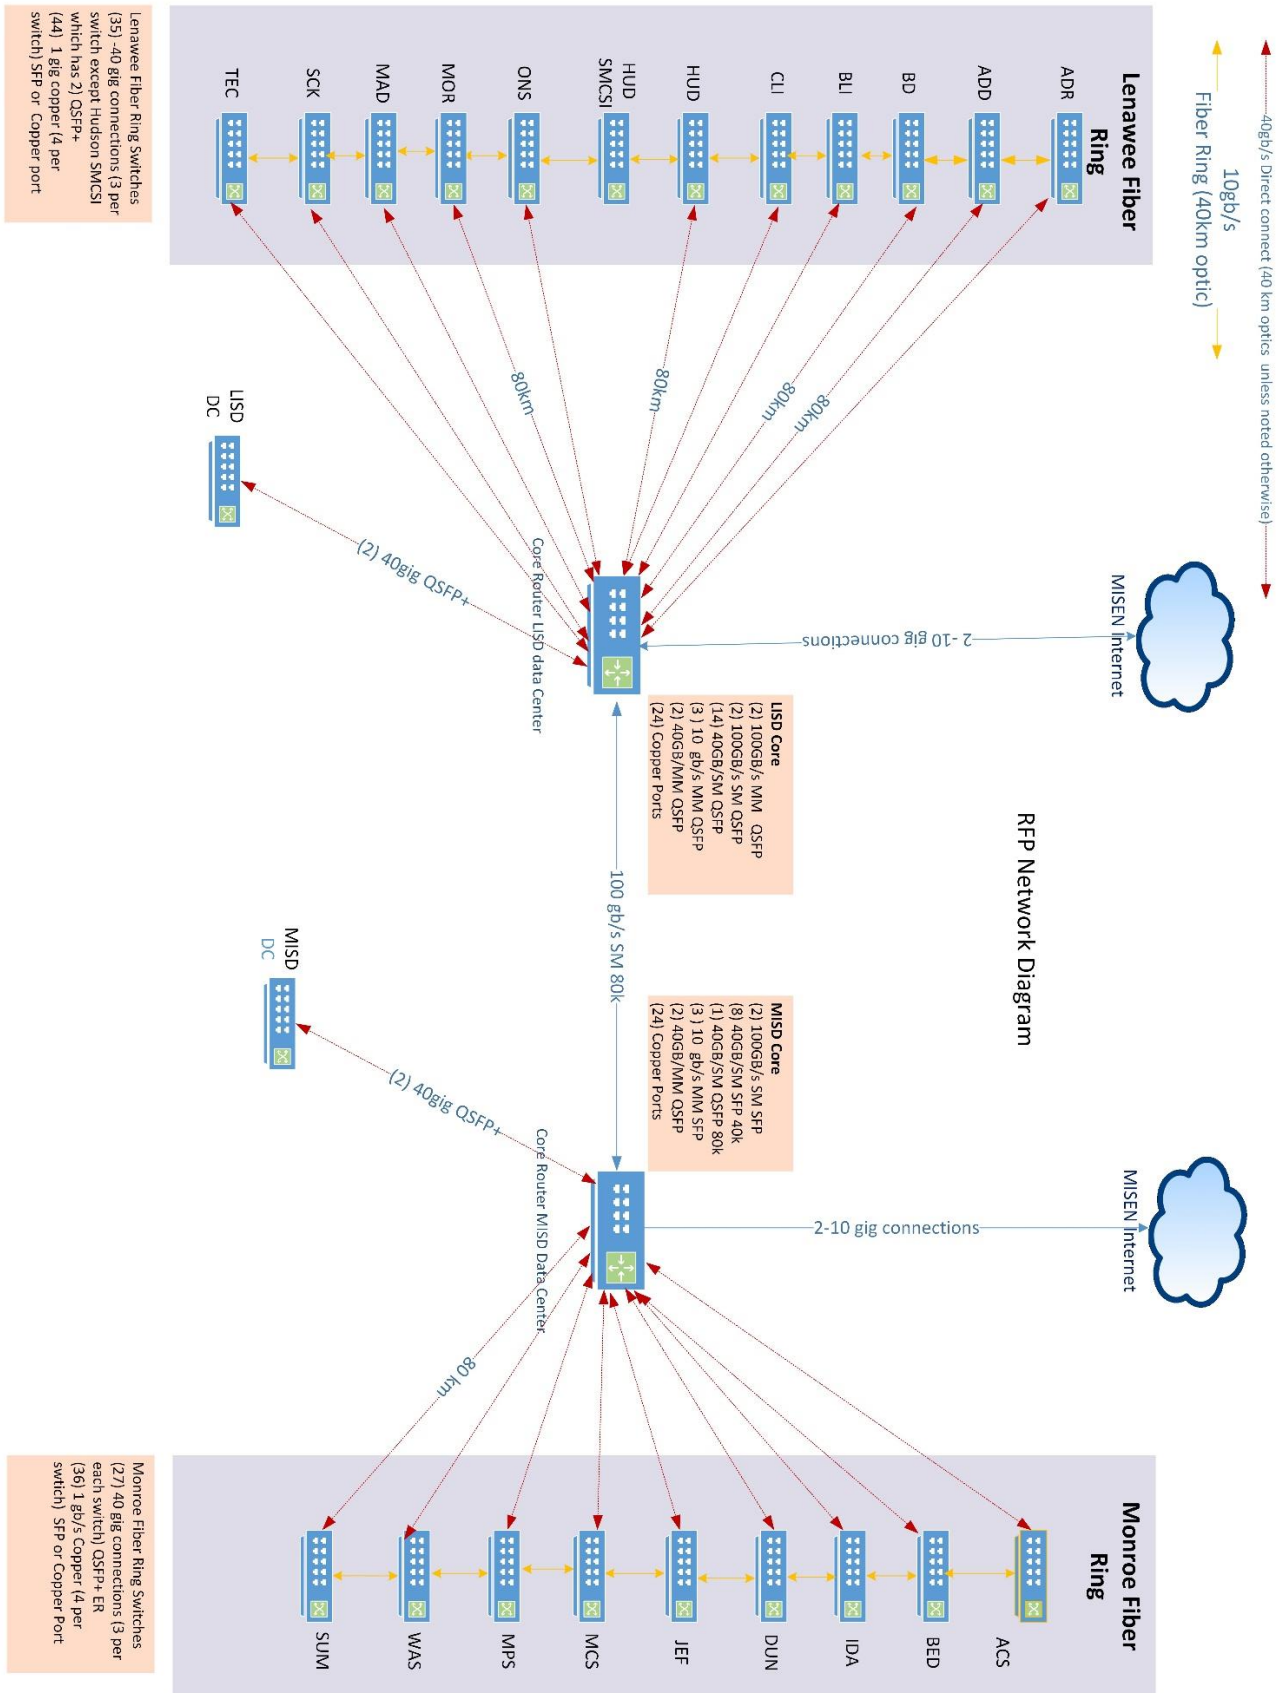 40gb/s Direct connect (40 km optics unless noted otherwise)
10gb/s
Fiber Ring (40km optic)
RFP Network Diagram
MISEN Internet
MISEN Internet
2-10 gig connections
2-10 gig connections
Lenawee Fiber
Ring
ADR
ADD
BD
BLI
CLI
HUD
HUD
SMCSI
ONS
MOR
MAD
SCK
TEC
80km
80km
80km
80km
LISD Core
(2) 100GB/s MM QSFP
(2) 100GB/s SM QSFP
(14) 40GB/SM QSFP
(3 ) 10 gb/s MM QSFP
(2) 40GB/MM QSFP
(24) Copper Ports
MISD Core
(2) 100GB/s SM SFP
(8) 40GB/SM SFP 40k
(1) 40GB/SM QSFP 80k
(3 ) 10 gb/s MM SFP
(2) 40GB/MM QSFP
(24) Copper Ports
100 gb/s SM 80k
Core Router LISD data Center
Core Router MISD Data Center
(2) 40gig QSFP+
(2) 40gig QSFP+
LISD
DC
MISD
DC
80 km
Monroe Fiber
Ring
ACS
BED
IDA
DUN
JEF
MCS
MPS
WAS
SUM
Lenawee Fiber Ring Switches
(35) -40 gig connections (3 per
switch except Hudson SMCSI
which has 2) QSFP+
(44) 1 gig copper (4 per
switch) SFP or Copper port
Monroe Fiber Ring Switches
(27) 40 gig connections (3 per
each switch) QSFP+ ER
(36) 1 gb/s Copper (4 per
swtich) SFP or Copper Port